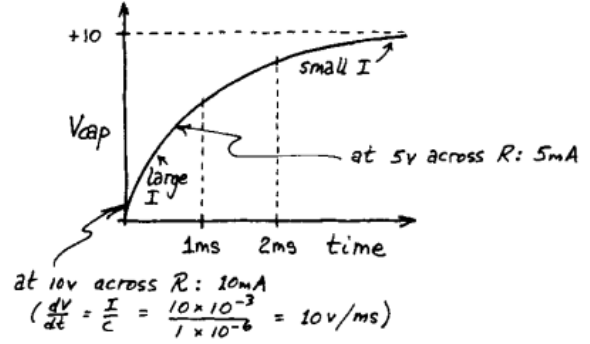 +10
small I
Vcap
at 5v across R: 5mA
large
I
1ms 2ms time
at 10v across R: 10mA
(dV/dt = I/C = 10 × 10⁻³ / 1 × 10⁻⁶ = 10v/ms)